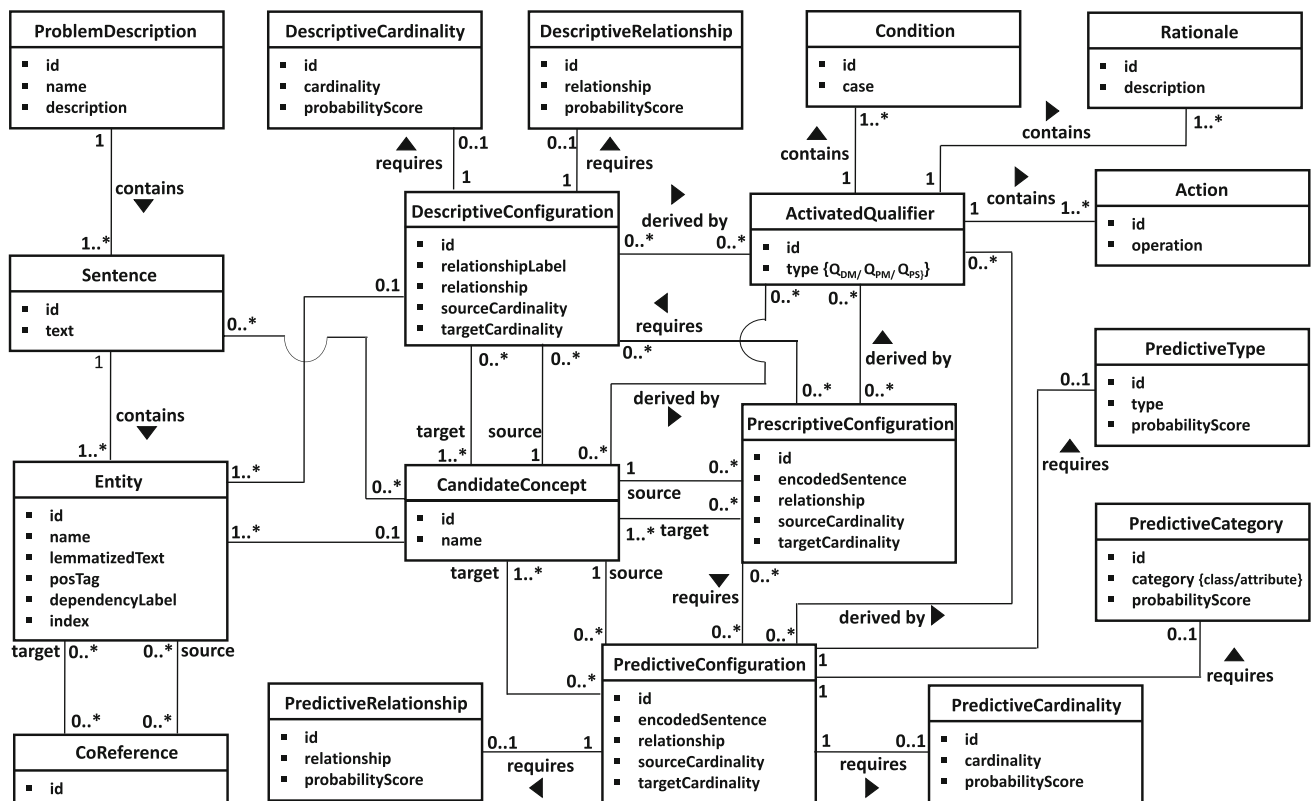 ProblemDescription
id
name
description
DescriptiveCardinality
id
cardinality
probabilityScore
DescriptiveRelationship
id
relationship
probabilityScore
Condition
id
case
Rationale
id
description
1
contains
1..*
0..1
requires
1
0..1
requires
1
1..*
contains
1
1..*
contains
1
contains
1
1..*
Action
id
operation
Sentence
id
text
DescriptiveConfiguration
id
relationshipLabel
relationship
sourceCardinality
targetCardinality
derived by
0..*
0..*
ActivatedQualifier
id
type {QDM/ QPM/ QPS}}
0..*
0..*
0..*
0.1
0..*
requires
0..*
derived by
0..*
0..*
1
contains
1..*
0..*
0..*
target
source
1..*
1
derived by
0..*
PredictiveType
id
type
probabilityScore
0..1
requires
Entity
id
name
lemmatizedText
posTag
dependencyLabel
index
1..*
1..*
0..*
0.1
CandidateConcept
id
name
1
source
0..*
0..*
1..*
target
PrescriptiveConfiguration
id
encodedSentence
relationship
sourceCardinality
targetCardinality
PredictiveCategory
id
category {class/attribute}
probabilityScore
0..1
requires
target
1..*
1
source
0..*
requires
0..*
0..*
derived by
0..*
0..*
target
0..*
0..*
source
0..*
0..*
CoReference
id
PredictiveRelationship
id
relationship
probabilityScore
0..1
1
requires
PredictiveConfiguration
id
encodedSentence
relationship
sourceCardinality
targetCardinality
1
1
1
0..1
requires
PredictiveCardinality
id
cardinality
probabilityScore